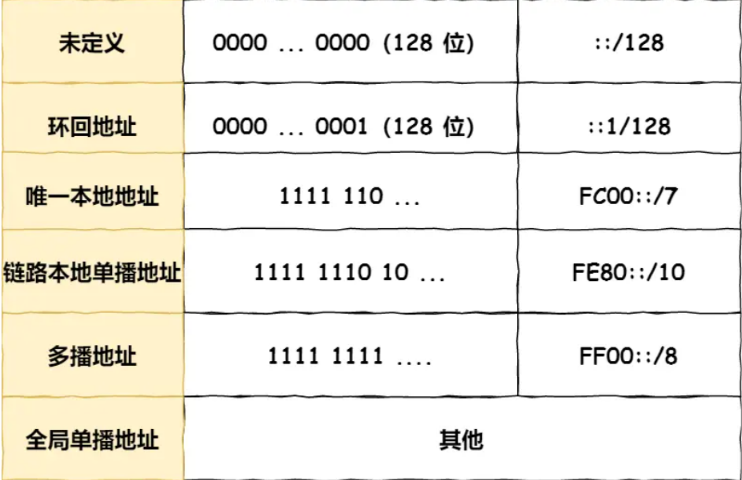 未定义 0000 ... 0000 (128 位) ::/128
环回地址 0000 ... 0001 (128 位) ::1/128
唯一本地地址 1111 110 ... FC00::/7
链路本地单播地址 1111 1110 10 ... FE80::/10
多播地址 1111 1111 .... FF00::/8
全局单播地址 其他